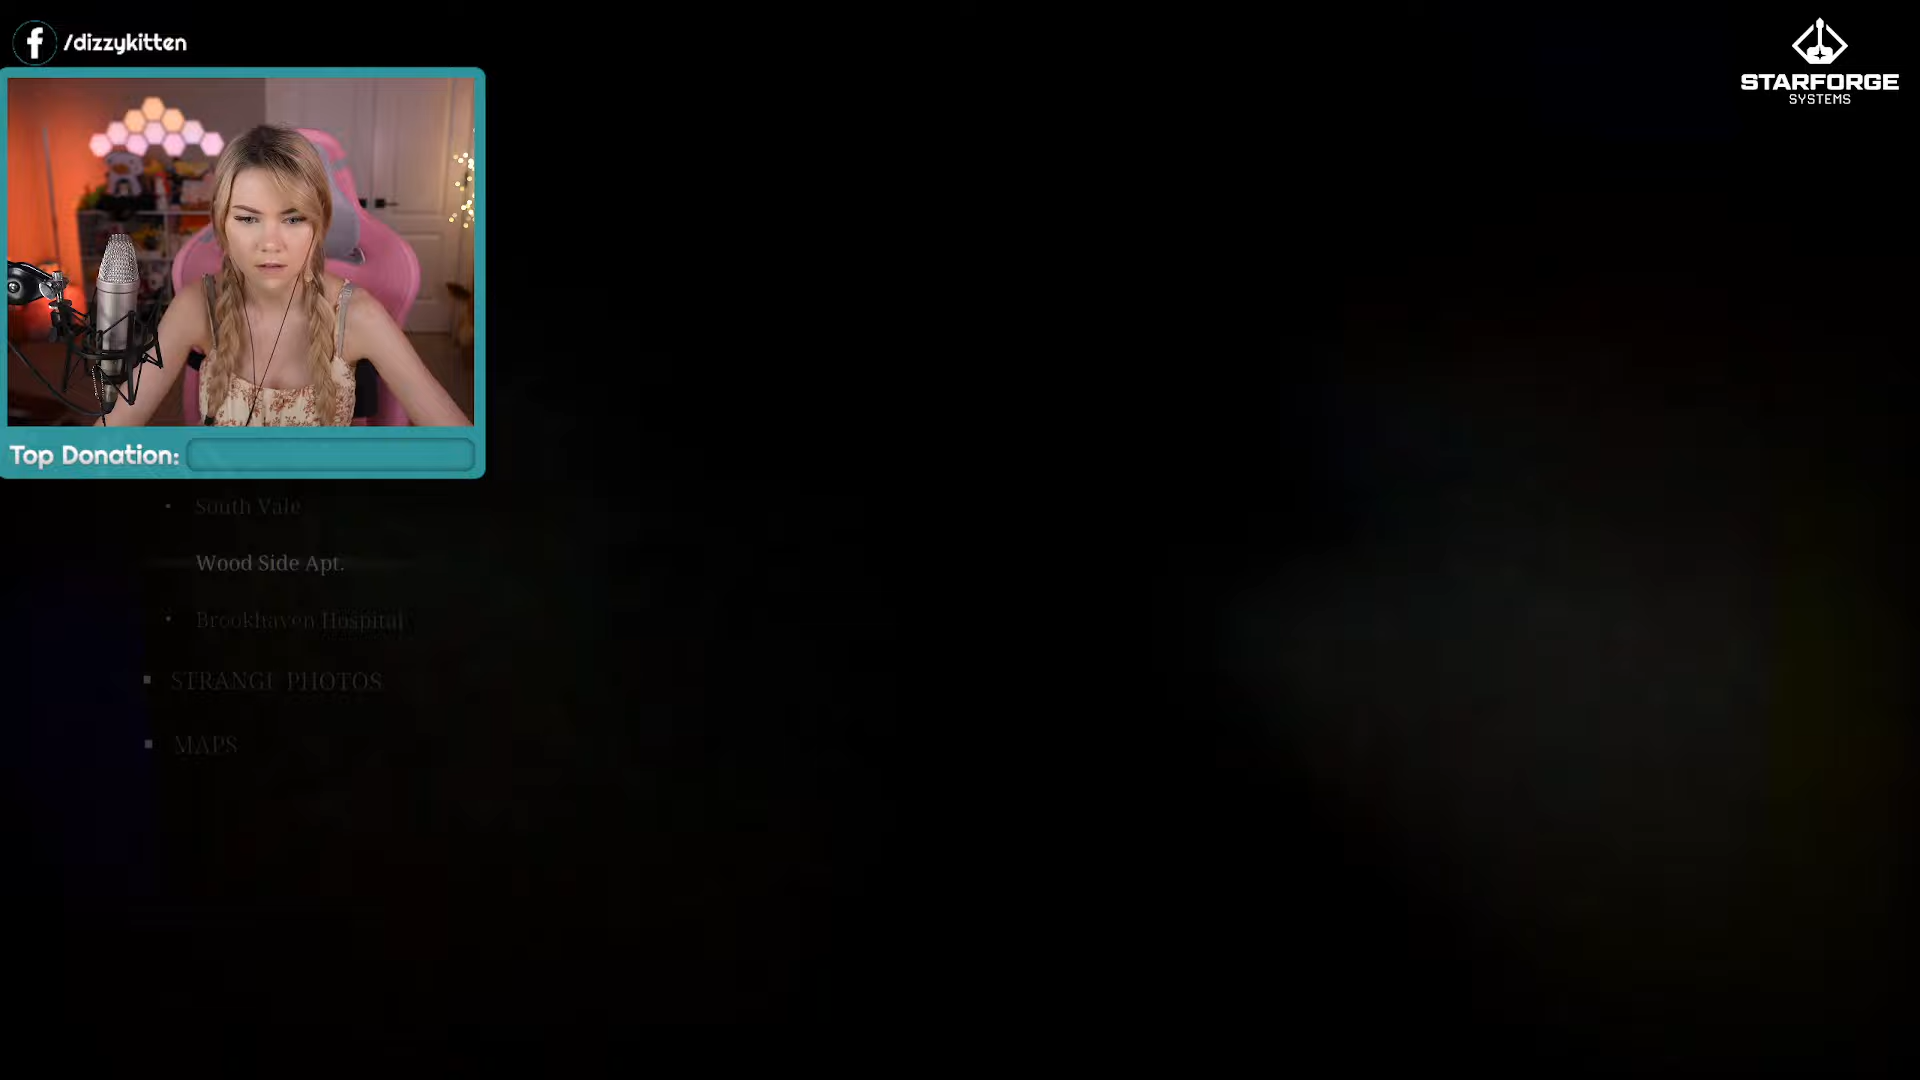 /dizzykitten
STARFORGE
SYSTEMS
Top Donation:
South Vale
Wood Side Apt.
Brookhaven Hospital
STRANGE PHOTOS
MAPS